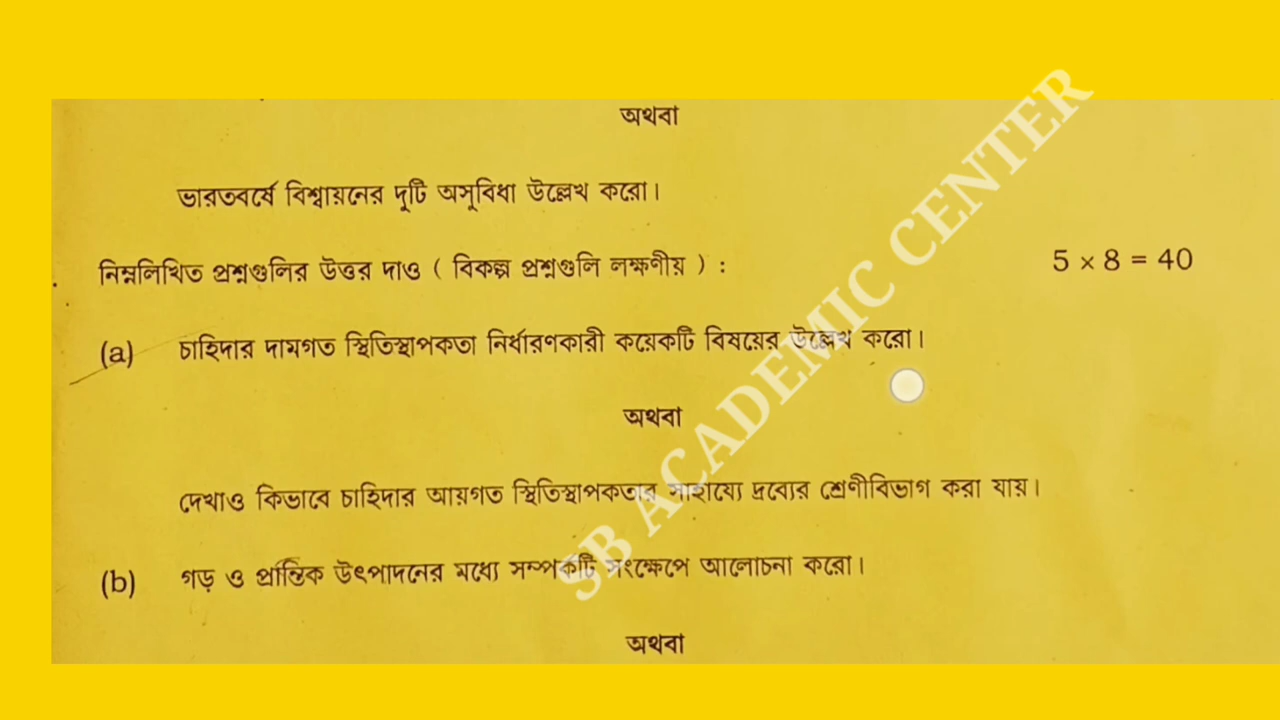 অথবা
ভারতবর্ষে বিশ্বায়নের দুটি অসুবিধা উল্লেখ করো।
নিম্নলিখিত প্রশ্নগুলির উত্তর দাও ( বিকল্প প্রশ্নগুলি লক্ষণীয় ) : 5 × 8 = 40
(a) চাহিদার দামগত স্থিতিস্থাপকতা নির্ধারণকারী কয়েকটি বিষয়ের উল্লেখ করো।
অথবা
দেখাও কিভাবে চাহিদার আয়গত স্থিতিস্থাপকতার সাহায্যে দ্রব্যের শ্রেণীবিভাগ করা যায়।
(b) গড় ও প্রান্তিক উৎপাদনের মধ্যে সম্পর্কটি সংক্ষেপে আলোচনা করো।
অথবা
SB ACADEMIC CENTER